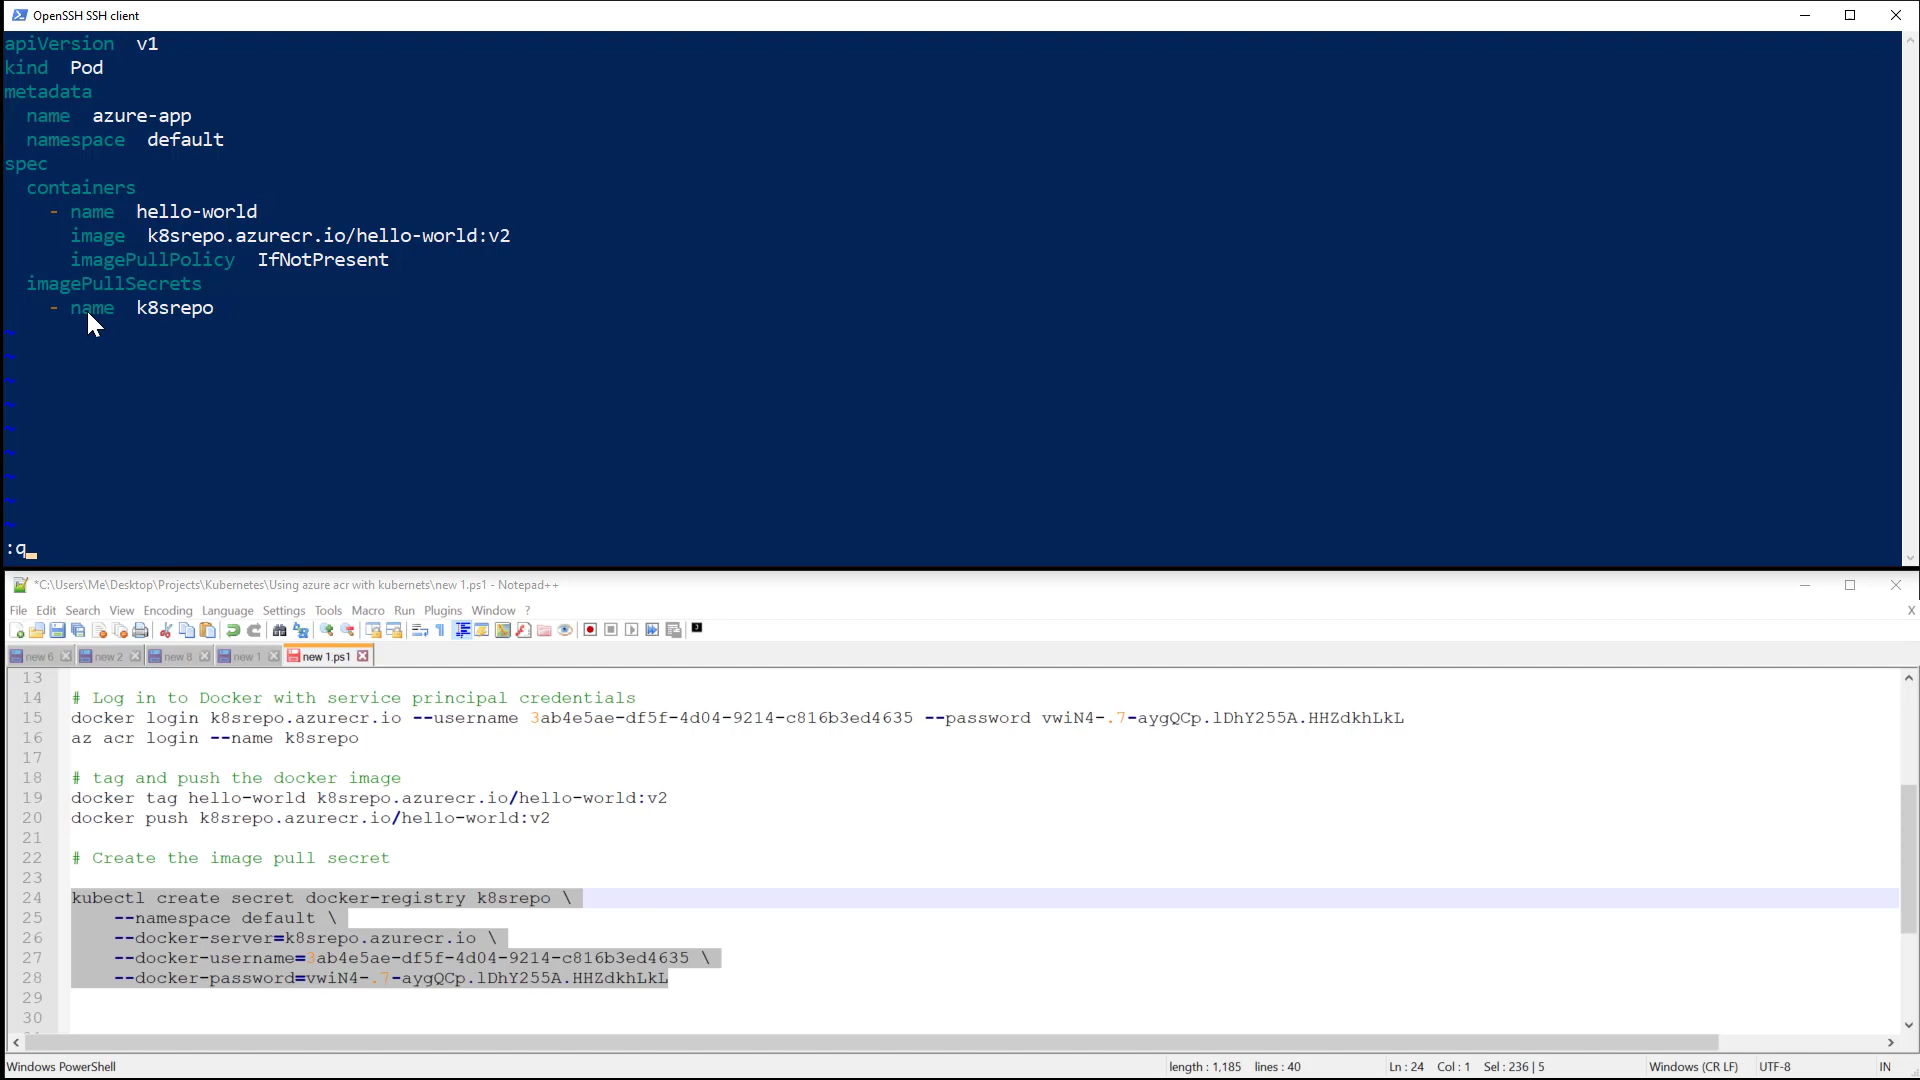 OpenSSH SSH client
apiVersion v1
kind Pod
metadata
name azure-app
namespace default
spec
containers
- name hello-world
image k8srepo.azurecr.io/hello-world:v2
imagePullPolicy IfNotPresent
imagePullSecrets
- name k8srepo
~
~
~
~
~
~
~
~
~
:q
*C:\Users\Me\Desktop\Projects\Kubernetes\Using azure acr with kubernets\new 1.ps1 - Notepad++
File Edit Search View Encoding Language Settings Tools Macro Run Plugins Window ? X
new 6 new 2 new 8 new 1 new 1.ps1
13
14 # Log in to Docker with service principal credentials
15 docker login k8srepo.azurecr.io --username 3ab4e5ae-df5f-4d04-9214-c816b3ed4635 --password vwiN4-.7-aygQCp.lDhY255A.HHZdkhLkL
16 az acr login --name k8srepo
17
18 # tag and push the docker image
19 docker tag hello-world k8srepo.azurecr.io/hello-world:v2
20 docker push k8srepo.azurecr.io/hello-world:v2
21
22 # Create the image pull secret
23
24 kubectl create secret docker-registry k8srepo \
25 --namespace default \
26 --docker-server=k8srepo.azurecr.io \
27 --docker-username=3ab4e5ae-df5f-4d04-9214-c816b3ed4635 \
28 --docker-password=vwiN4-.7-aygQCp.lDhY255A.HHZdkhLkL
29
30
Windows PowerShell length : 1,185 lines : 40 Ln : 24 Col : 1 Sel : 236 | 5 Windows (CR LF) UTF-8 IN